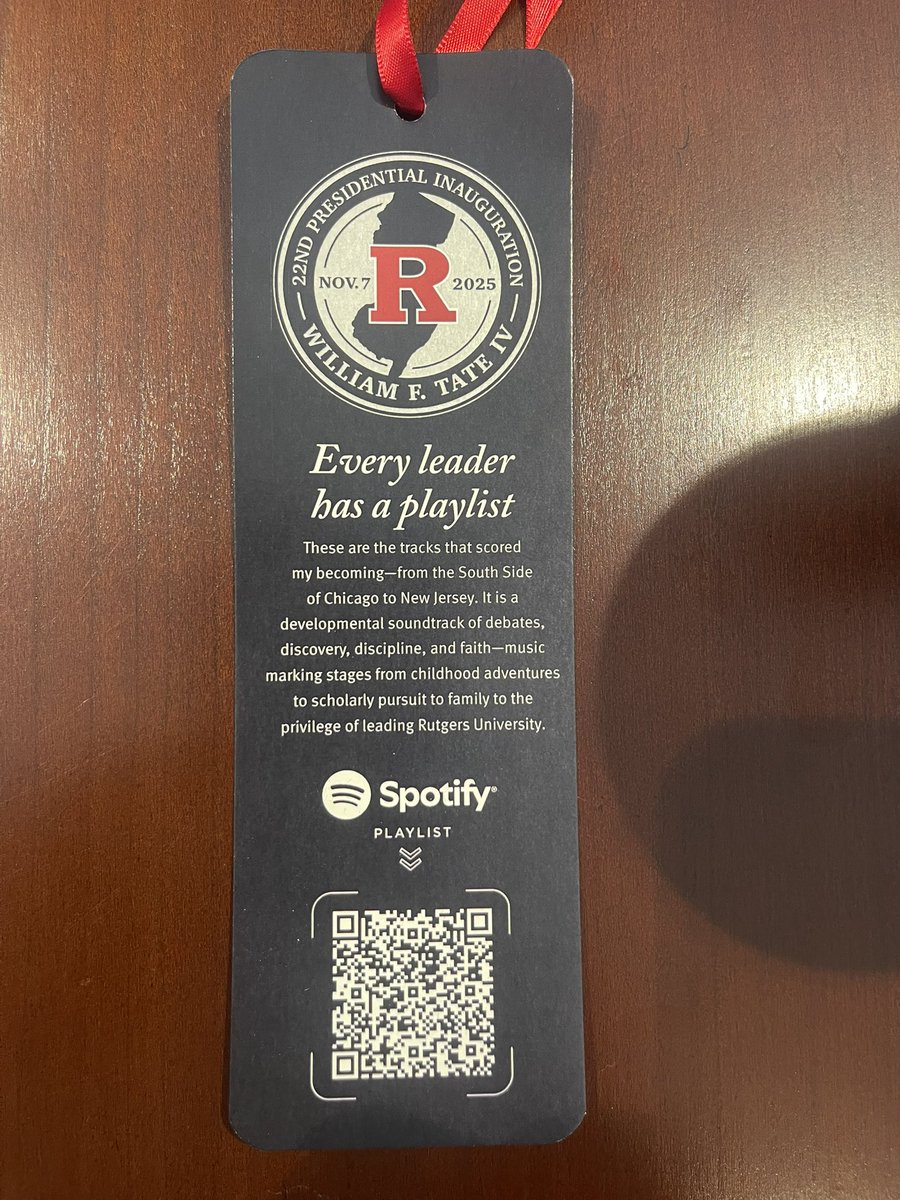 22ND PRESIDENTIAL INAUGURATION
NOV. 7 R 2025
WILLIAM F. TATE IV
Every leader
has a playlist
These are the tracks that scored
my becoming—from the South Side
of Chicago to New Jersey. It is a
developmental soundtrack of debates,
discovery, discipline, and faith—music
marking stages from childhood adventures
to scholarly pursuit to family to the
privilege of leading Rutgers University.
Spotify®
PLAYLIST